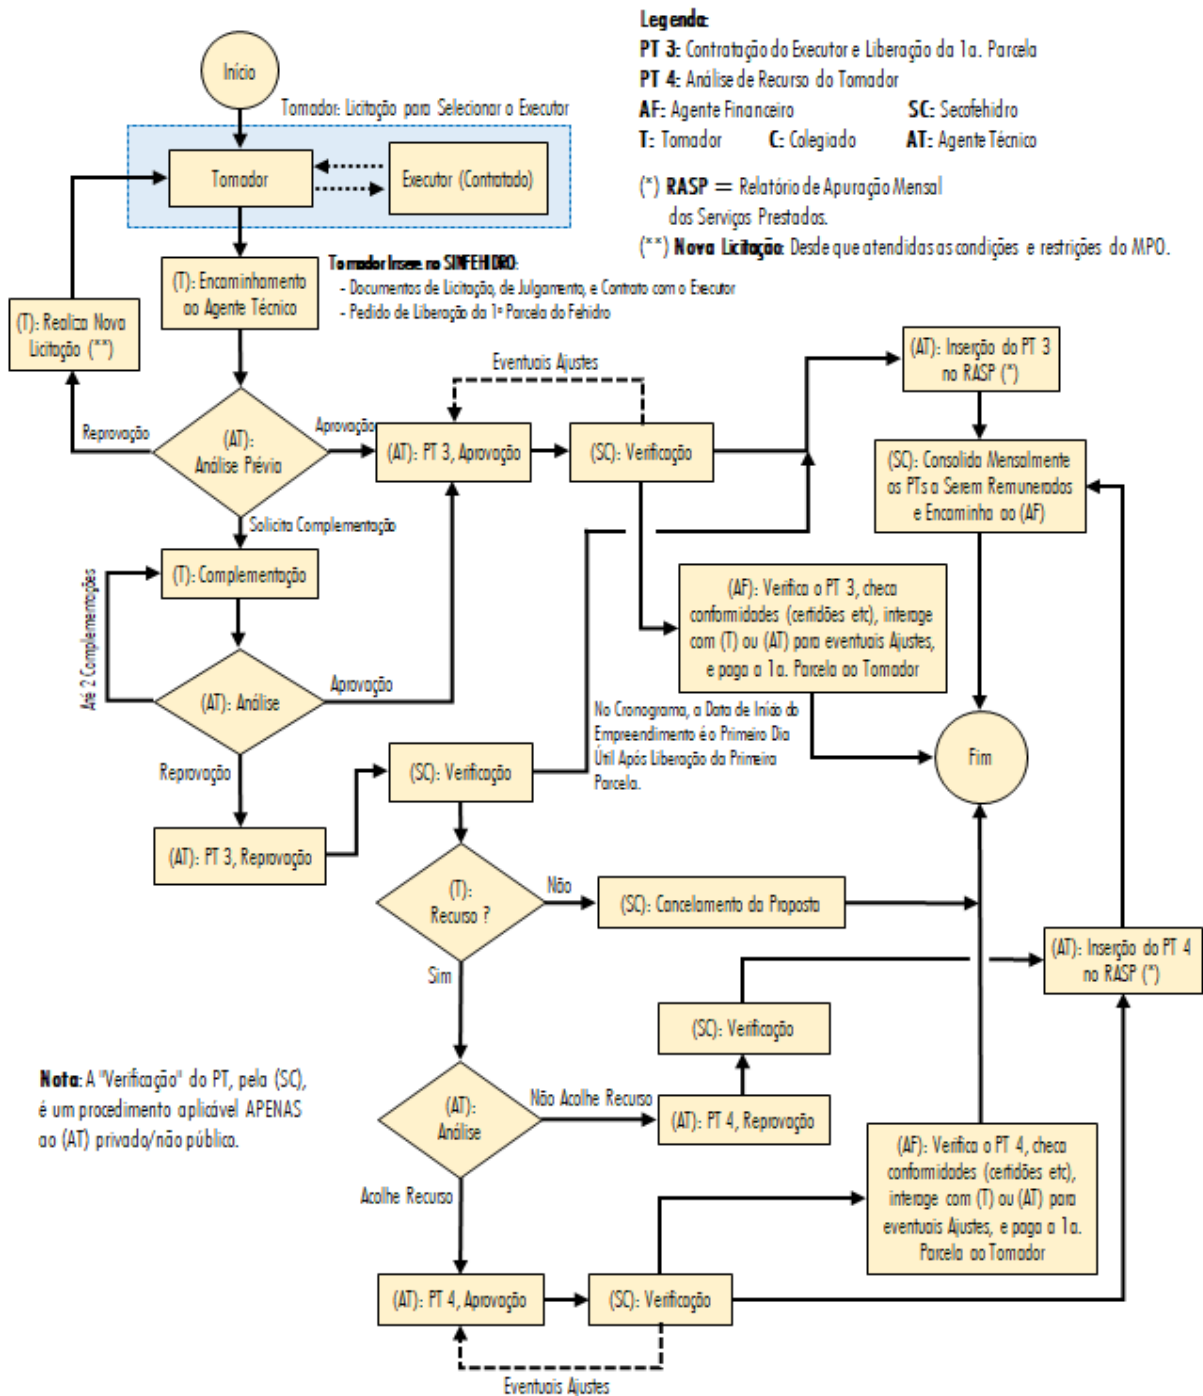 Início
Legenda:
PT 3: Contratação do Executor e Liberação da 1a. Parcela
PT 4: Análise de Recurso do Tomador
AF: Agente Financeiro SC: Secofehidro
T: Tomador C: Colegiado AT: Agente Técnico
(*) RASP = Relatório de Apuração Mensal
dos Serviços Prestados.
(**) Nova Licitação: Desde que atendidas as condições e restrições do MPO.
Tomador: Licitação para Selecionar o Executor
Tomador
Executor (Contratado)
(T): Encaminhamento
ao Agente Técnico
Tomador Insere no SINFEHIDRO:
- Documentos de Licitação, de Julgamento, e Contrato com o Executor
- Pedido de Liberação da 1ª Parcela do Fehidro
(T): Realiza Nova
Licitação (**)
Reprovação
(AT):
Análise Prévia
Aprovação
(AT): PT 3, Aprovação
Eventuais Ajustes
(SC): Verificação
(AT): Inserção do PT 3
no RASP (*)
(SC): Consolida Mensalmente
os PTs a Serem Remunerados
e Encaminha ao (AF)
Solicita Complementação
(T): Complementação
Até 2 Complementações
(AT): Análise
Aprovação
(AF): Verifica o PT 3, checa
conformidades (certidões etc), interage
com (T) ou (AT) para eventuais Ajustes,
e paga a 1a. Parcela ao Tomador
No Cronograma, a Data de Início do
Empreendimento é o Primeiro Dia
Útil Após Liberação da Primeira
Parcela.
Fim
Reprovação
(SC): Verificação
(AT): PT 3, Reprovação
(T):
Recurso ?
Não
(SC): Cancelamento da Proposta
Sim
(AT): Inserção do PT 4
no RASP (*)
(SC): Verificação
Nota: A "Verificação" do PT, pela (SC),
é um procedimento aplicável APENAS
ao (AT) privado/não público.
(AT):
Análise
Não Acolhe Recurso
(AT): PT 4, Reprovação
(AF): Verifica o PT 4, checa
conformidades (certidões etc),
interage com (T) ou (AT) para
eventuais Ajustes, e paga a 1a.
Parcela ao Tomador
Acolhe Recurso
(AT): PT 4, Aprovação
(SC): Verificação
Eventuais Ajustes